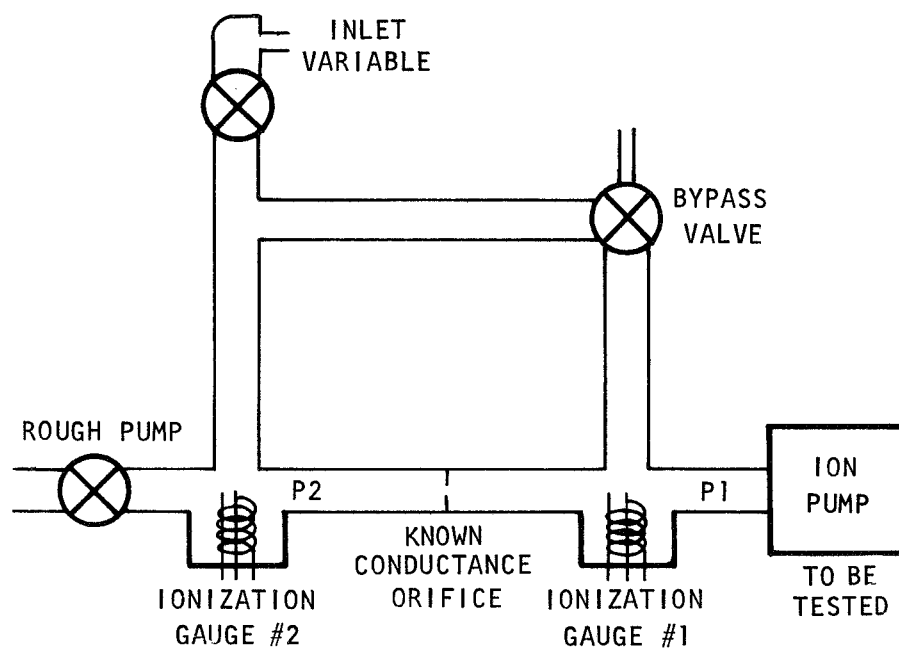 INLET
VARIABLE
BYPASS
VALVE
ROUGH PUMP
P2
P1
ION
PUMP
KNOWN
CONDUCTANCE
ORIFICE
TO BE
TESTED
IONIZATION
GAUGE #2
IONIZATION
GAUGE #1